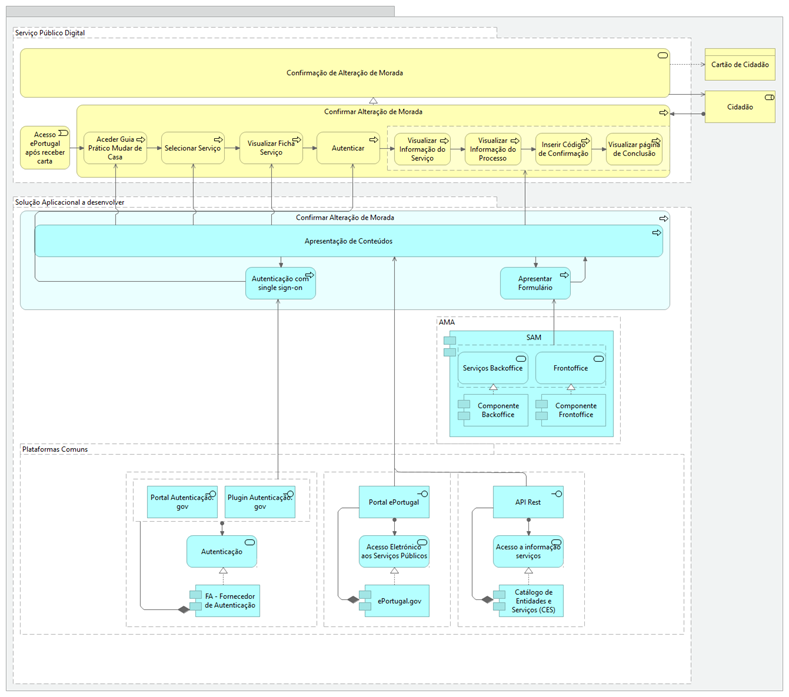 Serviço Público Digital
Confirmação de Alteração de Morada
Cartão de Cidadão
Cidadão
Confirmar Alteração de Morada
Acesso
ePortugal
após receber
carta
Aceder Guia
Prático Mudar de
Casa
Selecionar Serviço
Visualizar Ficha
Serviço
Autenticar
Visualizar
Informação do
Serviço
Visualizar
Informação do
Processo
Inserir Código
de Confirmação
Visualizar página
de Conclusão
Solução Aplicacional a desenvolver
Confirmar Alteração de Morada
Apresentação de Conteúdos
Autenticação com
single sign-on
Apresentar
Formulário
AMA
SAM
Serviços Backoffice
Frontoffice
Componente
Backoffice
Componente
Frontoffice
Plataformas Comuns
Portal Autenticação.
gov
Plugin Autenticação.
gov
Portal ePortugal
API Rest
Autenticação
Acesso Eletrónico
aos Serviços Públicos
Acesso a informação
serviços
FA - Fornecedor
de Autenticação
ePortugal.gov
Catálogo de
Entidades e
Serviços (CES)